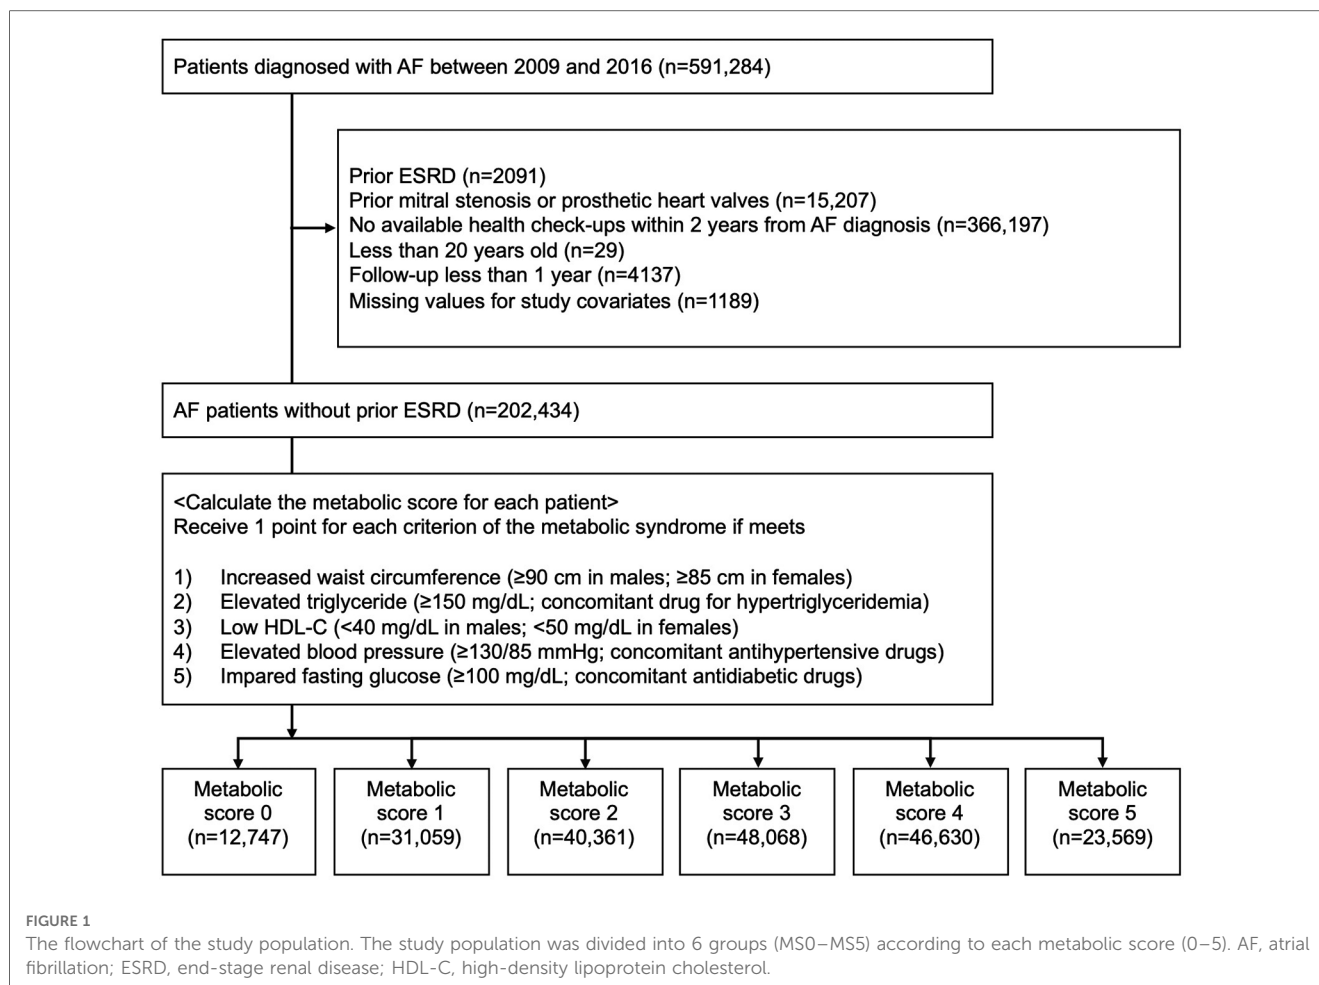 Patients diagnosed with AF between 2009 and 2016 (n=591,284)
Prior ESRD (n=2091)
Prior mitral stenosis or prosthetic heart valves (n=15,207)
No available health check-ups within 2 years from AF diagnosis (n=366,197)
Less than 20 years old (n=29)
Follow-up less than 1 year (n=4137)
Missing values for study covariates (n=1189)
AF patients without prior ESRD (n=202,434)
<Calculate the metabolic score for each patient>
Receive 1 point for each criterion of the metabolic syndrome if meets
1) Increased waist circumference (≥90 cm in males; ≥85 cm in females)
2) Elevated triglyceride (≥150 mg/dL; concomitant drug for hypertriglyceridemia)
3) Low HDL-C (<40 mg/dL in males; <50 mg/dL in females)
4) Elevated blood pressure (≥130/85 mmHg; concomitant antihypertensive drugs)
5) Impared fasting glucose (≥100 mg/dL; concomitant antidiabetic drugs)
Metabolic
score 0
(n=12,747)
Metabolic
score 1
(n=31,059)
Metabolic
score 2
(n=40,361)
Metabolic
score 3
(n=48,068)
Metabolic
score 4
(n=46,630)
Metabolic
score 5
(n=23,569)
FIGURE 1
The flowchart of the study population. The study population was divided into 6 groups (MS0–MS5) according to each metabolic score (0–5). AF, atrial
fibrillation; ESRD, end-stage renal disease; HDL-C, high-density lipoprotein cholesterol.